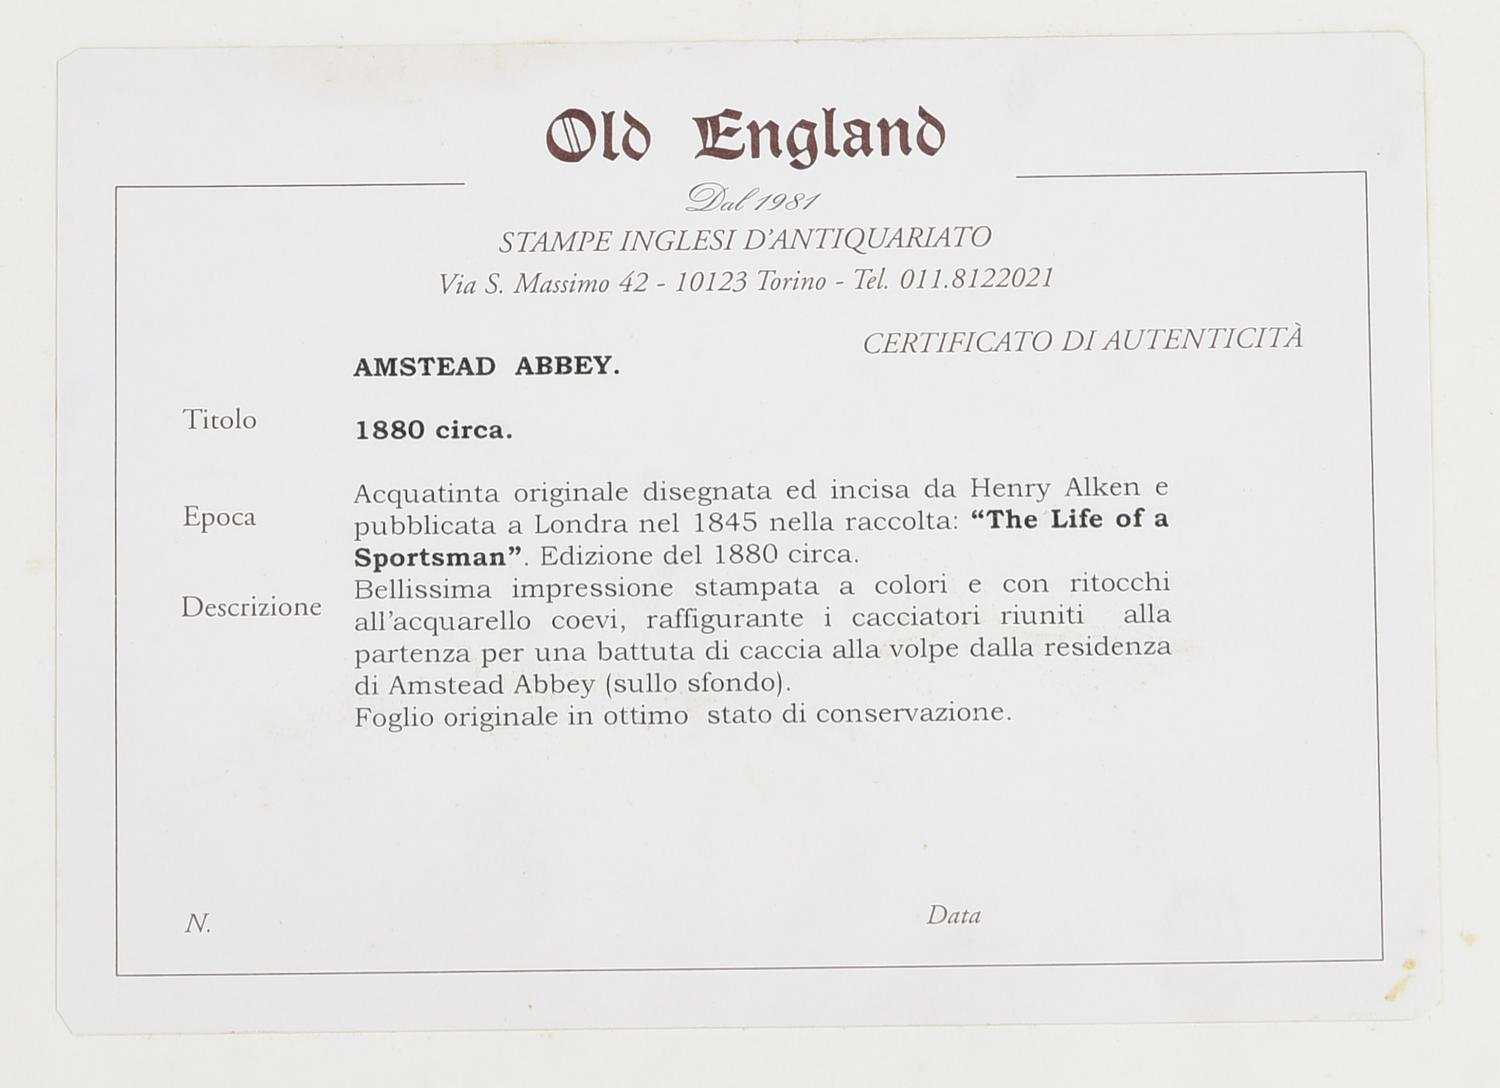 Old England
Dal 1981
STAMPE INGLESI D'ANTIQUARIATO
Via S. Massimo 42 - 10123 Torino - Tel. 011.8122021
CERTIFICATO DI AUTENTICITÀ
AMSTEAD ABBEY.
Titolo
1880 circa.
Epoca
Acquatinta originale disegnata ed incisa da Henry Alken e
pubblicata a Londra nel 1845 nella raccolta: “The Life of a
Sportsman”. Edizione del 1880 circa.
Descrizione
Bellissima impressione stampata a colori e con ritocchi
all'acquarello coevi, raffigurante i cacciatori riuniti alla
partenza per una battuta di caccia alla volpe dalla residenza
di Amstead Abbey (sullo sfondo).
Foglio originale in ottimo stato di conservazione.
N.
Data